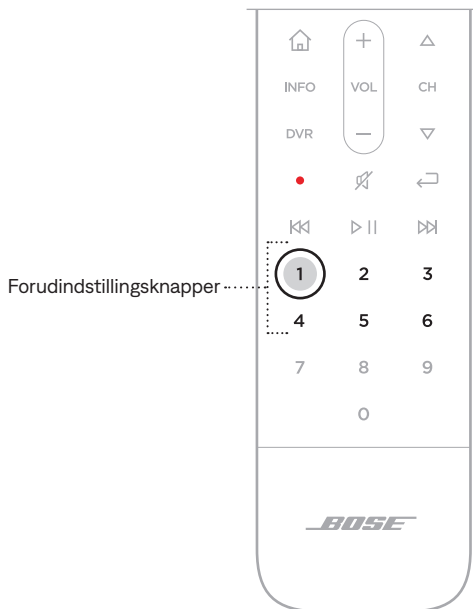 INFO VOL CH
DVR
Forudindstillingsknapper
1 2 3
4 5 6
7 8 9
0
BOSE